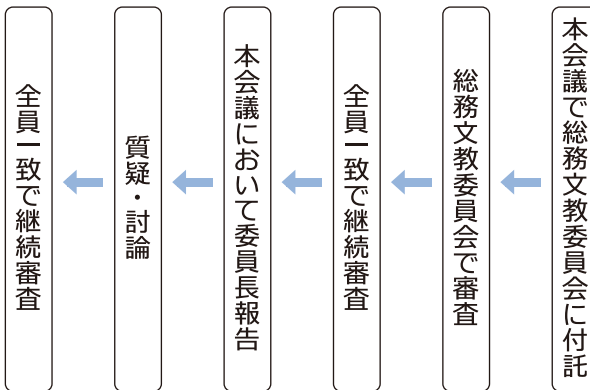 本会議で総務文教委員会に付託
総務文教委員会で審査
全員一致で継続審査
本会議において委員長報告
質疑・討論
全員一致で継続審査